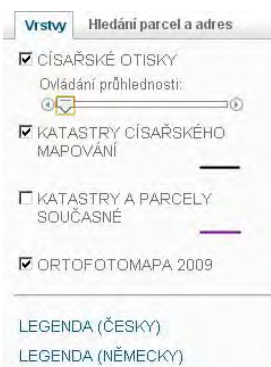 Vrstvy Hledání parcel a adres
CÍSAŘSKÉ OTISKY
Ovládání průhlednosti:
KATASTRY CÍSAŘSKÉHO
MAPOVÁNÍ
KATASTRY A PARCELY
SOUČASNÉ
ORTOFOTOMAPA 2009
LEGENDA (ČESKY)
LEGENDA (NĚMECKY)